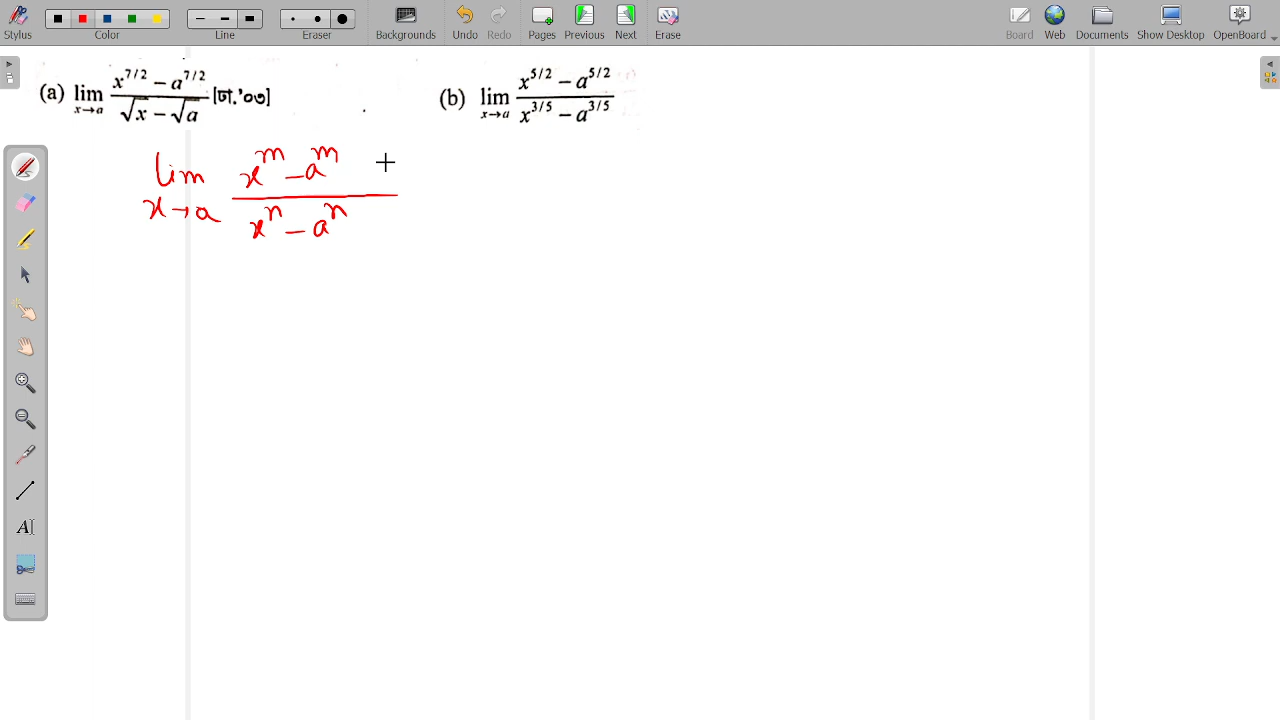 Stylus Color Line Eraser Backgrounds Undo Redo Pages Previous Next Erase Board Web Documents Show Desktop OpenBoard
(a) lim x→a (x^{7/2} − a^{7/2}) / (√x − √a) [ঢা.'০৩]
(b) lim x→a (x^{5/2} − a^{5/2}) / (x^{3/5} − a^{3/5})
lim x→a (x^m − a^m) / (x^n − a^n)